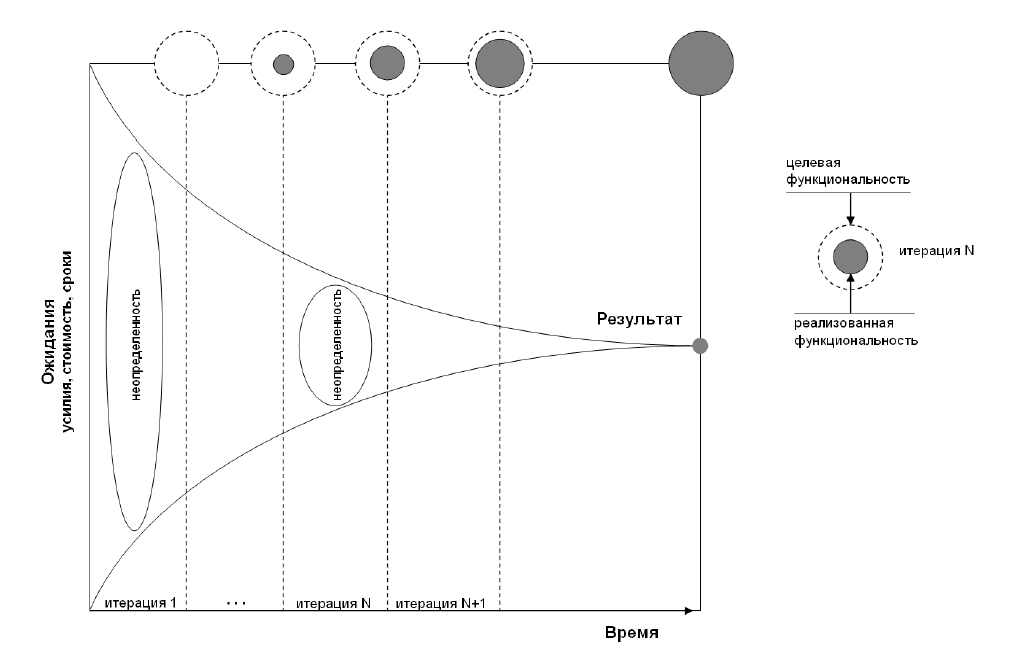 Ожидания
усилия, стоимость, сроки
неопределенность
неопределенность
Результат
итерация 1
. . .
итерация N
итерация N+1
Время
целевая
функциональность
итерация N
реализованная
функциональность